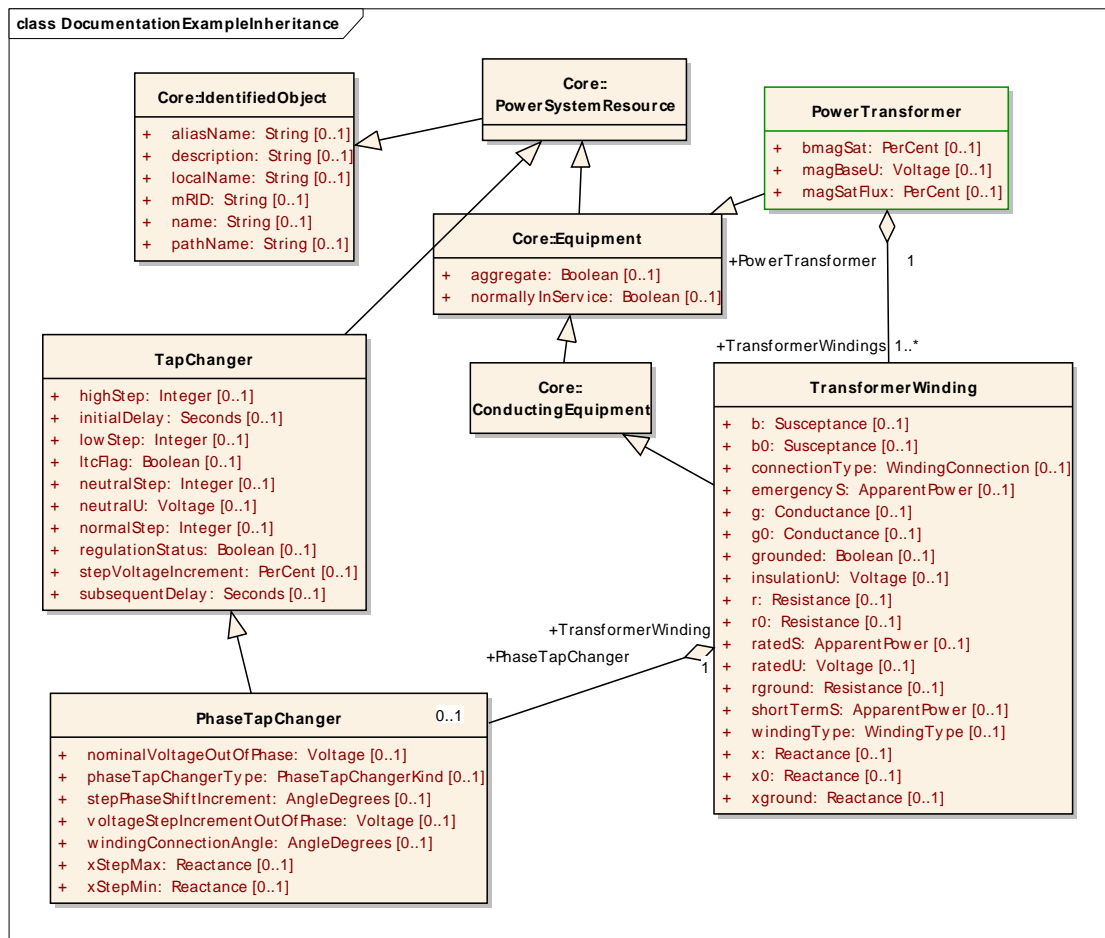 class DocumentationExampleInheritance
Core::IdentifiedObject
+ aliasName: String [0..1]
+ description: String [0..1]
+ localName: String [0..1]
+ mRID: String [0..1]
+ name: String [0..1]
+ pathName: String [0..1]
Core::
PowerSystemResource
PowerTransformer
+ bmagSat: PerCent [0..1]
+ magBaseU: Voltage [0..1]
+ magSatFlux: PerCent [0..1]
Core::Equipment
+ aggregate: Boolean [0..1]
+ normallyInService: Boolean [0..1]
+PowerTransformer 1
+TransformerWindings 1..*
TapChanger
+ highStep: Integer [0..1]
+ initialDelay: Seconds [0..1]
+ lowStep: Integer [0..1]
+ ltcFlag: Boolean [0..1]
+ neutralStep: Integer [0..1]
+ neutralU: Voltage [0..1]
+ normalStep: Integer [0..1]
+ regulationStatus: Boolean [0..1]
+ stepVoltageIncrement: PerCent [0..1]
+ subsequentDelay: Seconds [0..1]
Core::
ConductingEquipment
TransformerWinding
+ b: Susceptance [0..1]
+ b0: Susceptance [0..1]
+ connectionType: WindingConnection [0..1]
+ emergencyS: ApparentPower [0..1]
+ g: Conductance [0..1]
+ g0: Conductance [0..1]
+ grounded: Boolean [0..1]
+ insulationU: Voltage [0..1]
+ r: Resistance [0..1]
+ r0: Resistance [0..1]
+ ratedS: ApparentPower [0..1]
+ ratedU: Voltage [0..1]
+ rground: Resistance [0..1]
+ shortTermS: ApparentPower [0..1]
+ windingType: WindingType [0..1]
+ x: Reactance [0..1]
+ x0: Reactance [0..1]
+ xground: Reactance [0..1]
+TransformerWinding
+PhaseTapChanger 1
PhaseTapChanger 0..1
+ nominalVoltageOutOfPhase: Voltage [0..1]
+ phaseTapChangerType: PhaseTapChangerKind [0..1]
+ stepPhaseShiftIncrement: AngleDegrees [0..1]
+ voltageStepIncrementOutOfPhase: Voltage [0..1]
+ windingConnectionAngle: AngleDegrees [0..1]
+ xStepMax: Reactance [0..1]
+ xStepMin: Reactance [0..1]